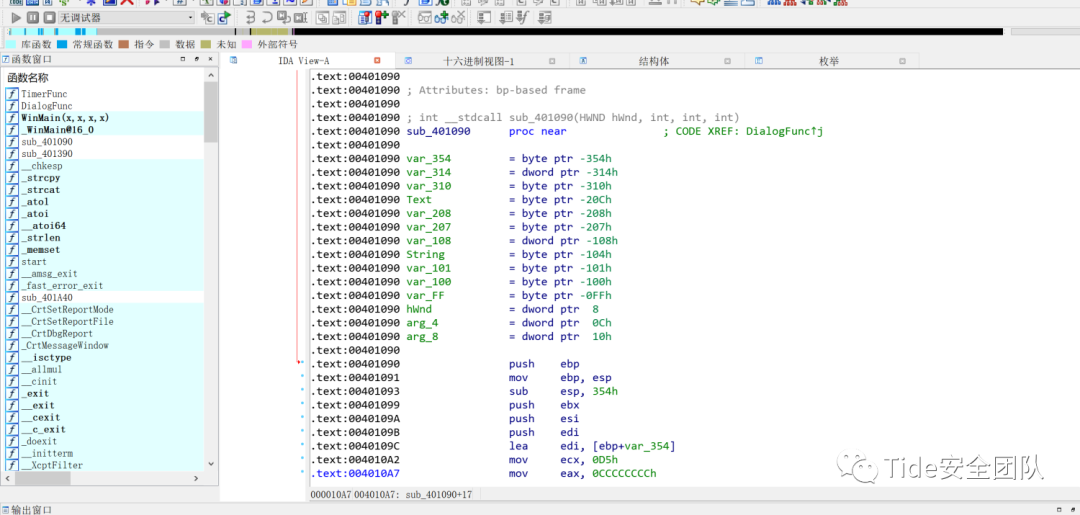 无调试器
库函数 常规函数 指令 数据 未知 外部符号
函数窗口
函数名称
TimerFunc
DialogFunc
WinMain(x,x,x,x)
_WinMain@16_0
sub_401090
sub_401390
__chkesp
_strcpy
_strcat
_atol
_atoi
__atoi64
_strlen
_memset
start
__amsg_exit
_fast_error_exit
sub_401A40
__CrtSetReportMode
__CrtSetReportFile
__CrtDbgReport
_CrtMessageWindow
__isctype
__allmul
__cinit
_exit
__exit
__cexit
__c_exit
_doexit
__initterm
__XcptFilter
IDA View-A 十六进制视图-1 结构体 枚举
.text:00401090
.text:00401090 ; Attributes: bp-based frame
.text:00401090
.text:00401090 ; int __stdcall sub_401090(HWND hWnd, int, int, int)
.text:00401090 sub_401090 proc near ; CODE XREF: DialogFunc↑j
.text:00401090
.text:00401090 var_354 = byte ptr -354h
.text:00401090 var_314 = dword ptr -314h
.text:00401090 var_310 = byte ptr -310h
.text:00401090 Text = byte ptr -20Ch
.text:00401090 var_208 = byte ptr -208h
.text:00401090 var_207 = byte ptr -207h
.text:00401090 var_108 = dword ptr -108h
.text:00401090 String = byte ptr -104h
.text:00401090 var_101 = byte ptr -101h
.text:00401090 var_100 = byte ptr -100h
.text:00401090 var_FF = byte ptr -0FFh
.text:00401090 hWnd = dword ptr 8
.text:00401090 arg_4 = dword ptr 0Ch
.text:00401090 arg_8 = dword ptr 10h
.text:00401090
.text:00401090 push ebp
.text:00401091 mov ebp, esp
.text:00401093 sub esp, 354h
.text:00401099 push ebx
.text:0040109A push esi
.text:0040109B push edi
.text:0040109C lea edi, [ebp+var_354]
.text:004010A2 mov ecx, 0D5h
.text:004010A7 mov eax, 0CCCCCCCCh
000010A7 004010A7: sub_401090+17
Tide安全团队
输出窗口